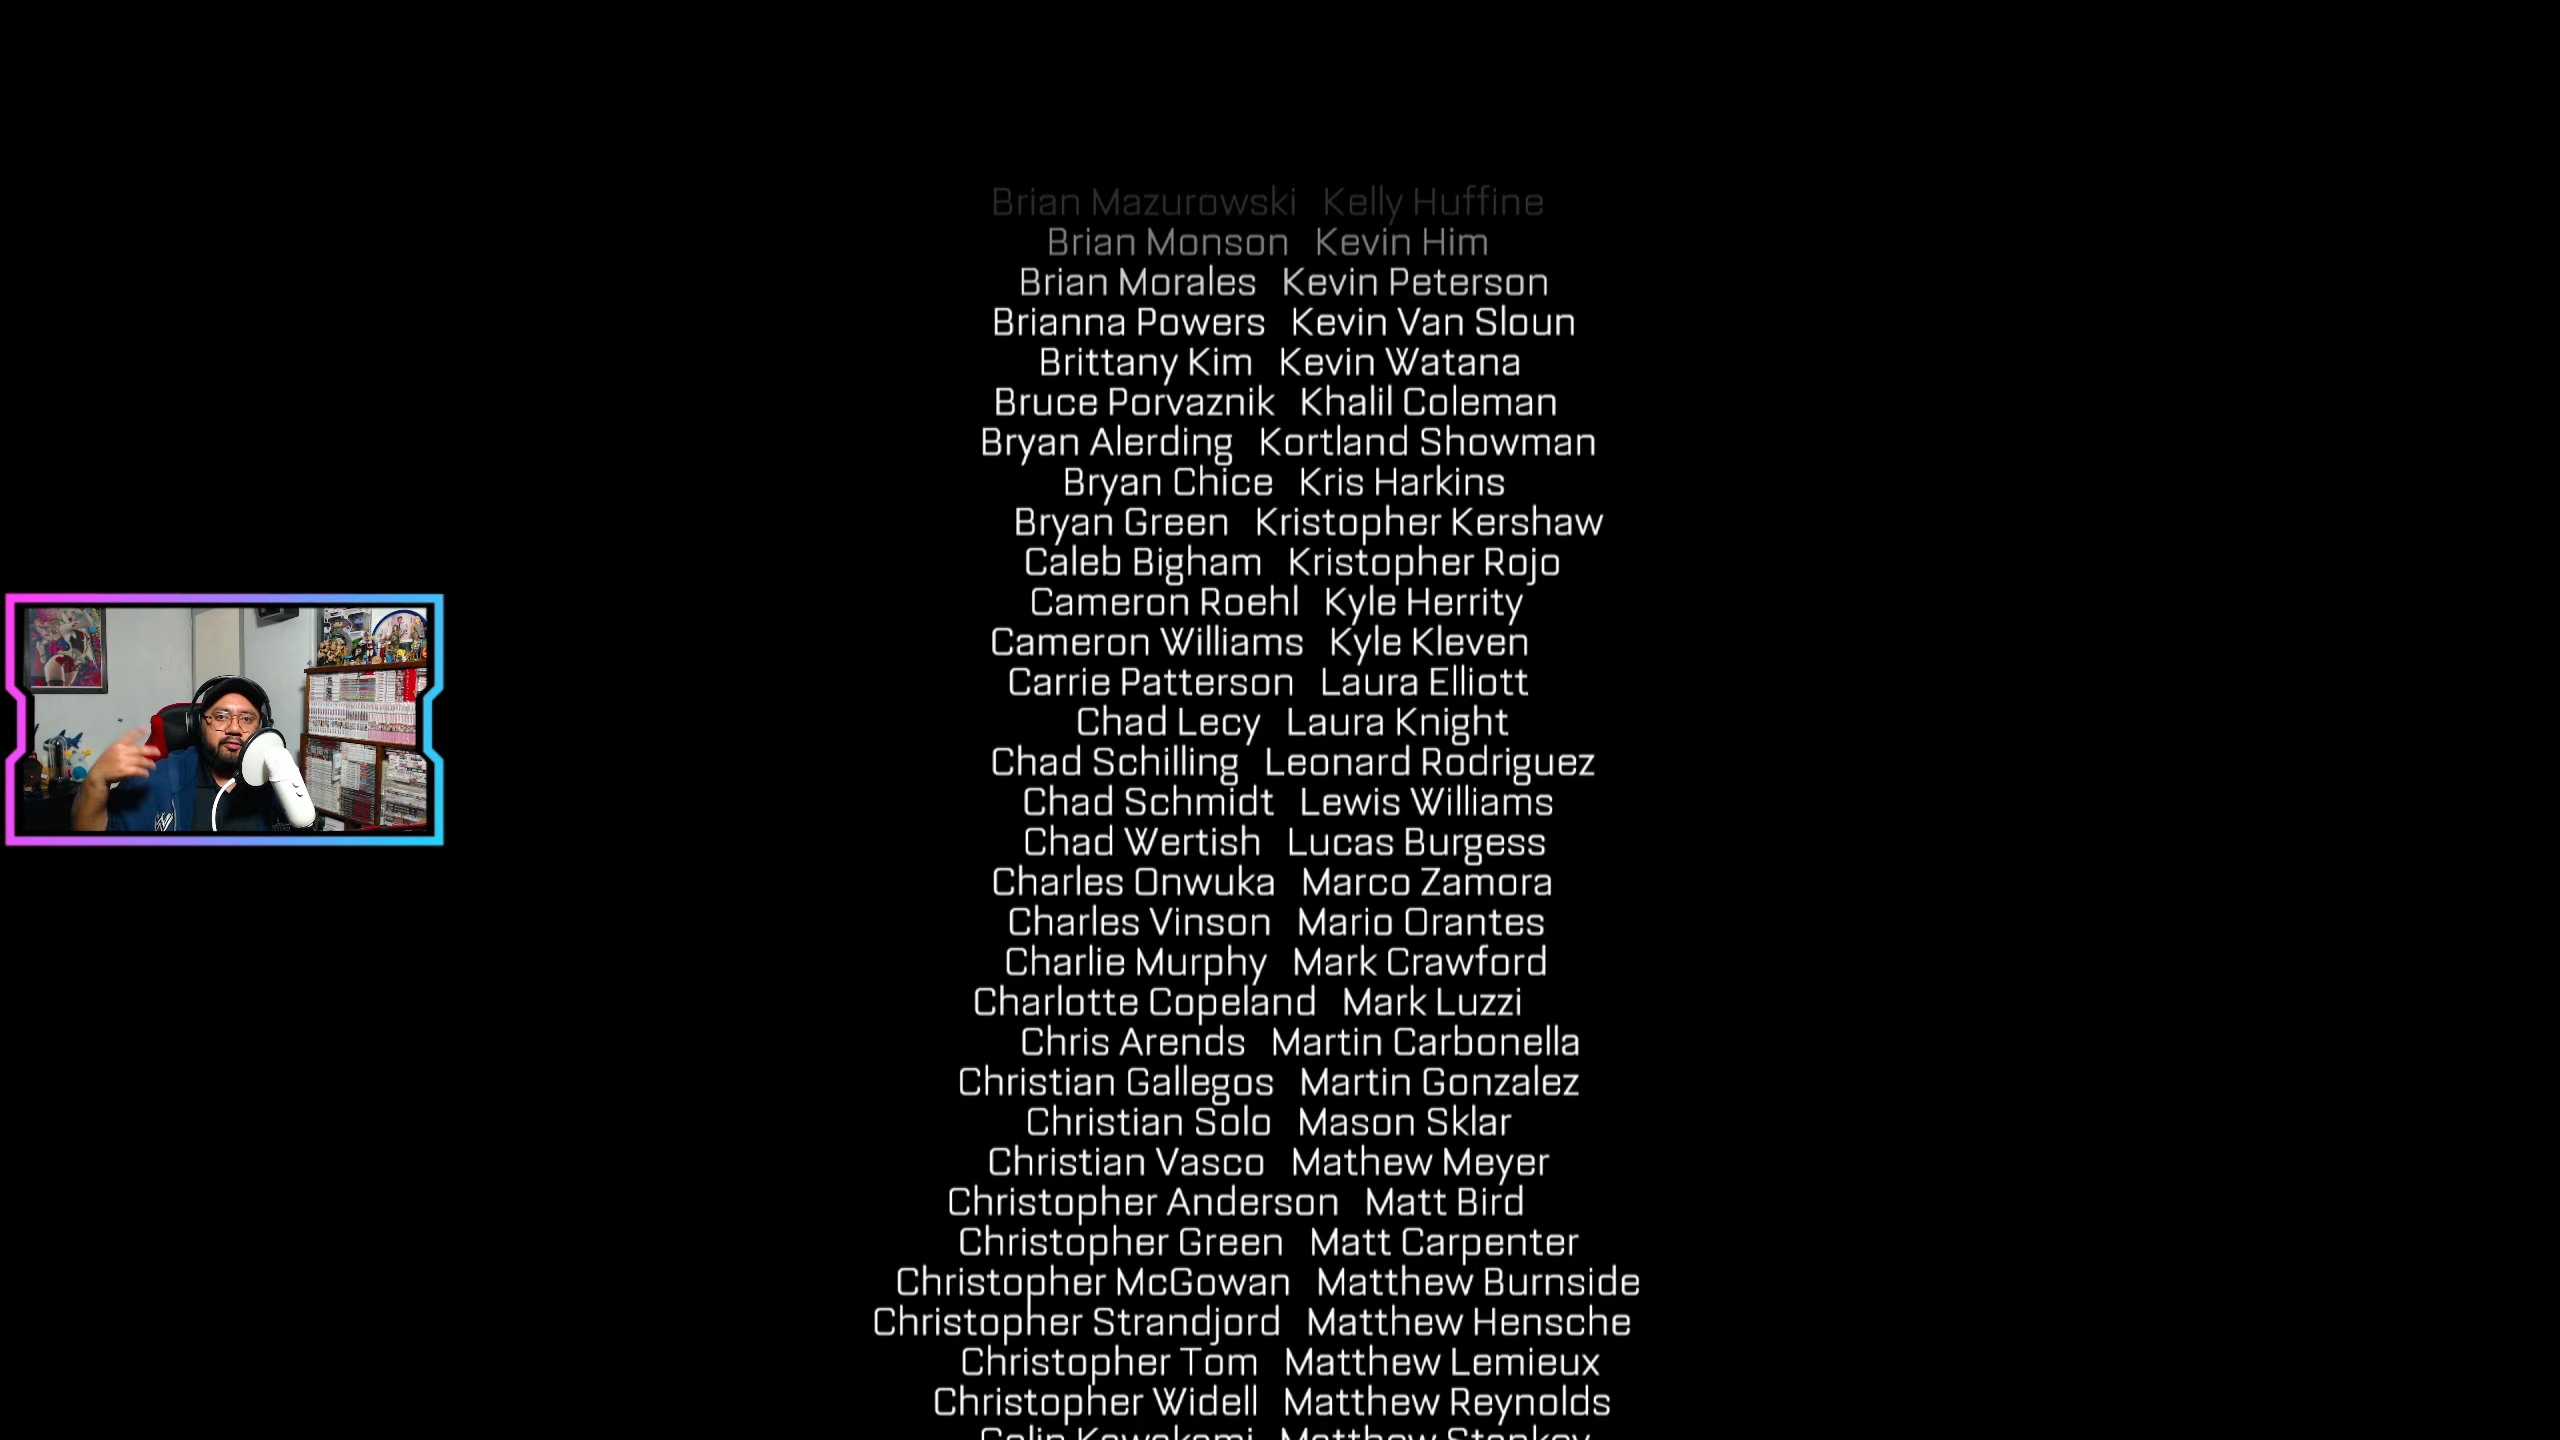 Brian Mazurowski Kelly Huffine
Brian Monson Kevin Him
Brian Morales Kevin Peterson
Brianna Powers Kevin Van Sloun
Brittany Kim Kevin Watana
Bruce Porvaznik Khalil Coleman
Bryan Alerding Kortland Showman
Bryan Chice Kris Harkins
Bryan Green Kristopher Kershaw
Caleb Bigham Kristopher Rojo
Cameron Roehl Kyle Herrity
Cameron Williams Kyle Kleven
Carrie Patterson Laura Elliott
Chad Lecy Laura Knight
Chad Schilling Leonard Rodriguez
Chad Schmidt Lewis Williams
Chad Wertish Lucas Burgess
Charles Onwuka Marco Zamora
Charles Vinson Mario Orantes
Charlie Murphy Mark Crawford
Charlotte Copeland Mark Luzzi
Chris Arends Martin Carbonella
Christian Gallegos Martin Gonzalez
Christian Solo Mason Sklar
Christian Vasco Mathew Meyer
Christopher Anderson Matt Bird
Christopher Green Matt Carpenter
Christopher McGowan Matthew Burnside
Christopher Strandjord Matthew Hensche
Christopher Tom Matthew Lemieux
Christopher Widell Matthew Reynolds
Colin Kawakami Matthew Stankey